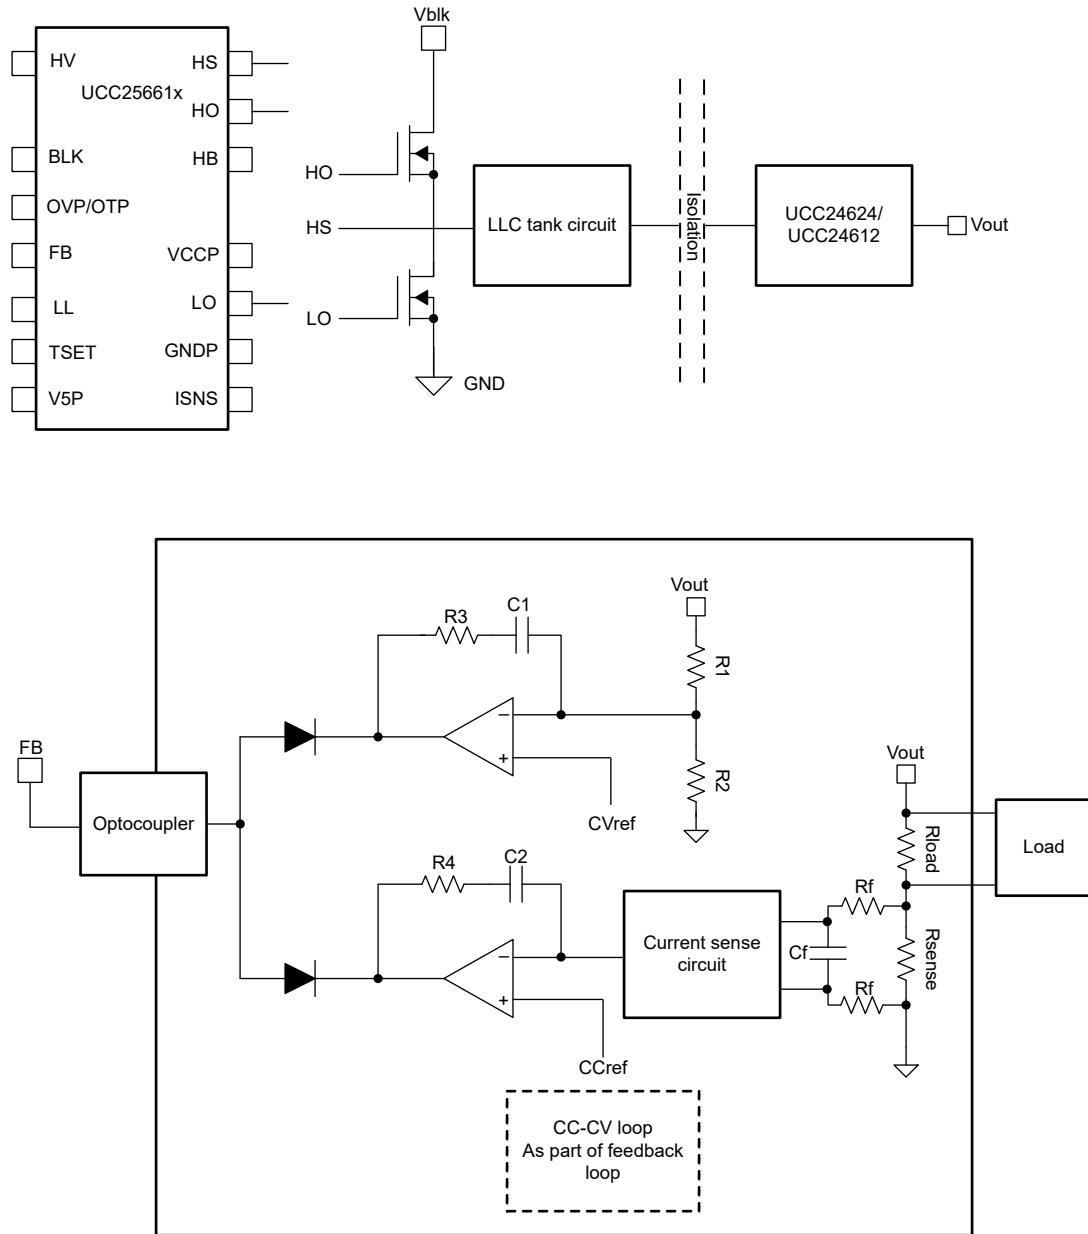 Vblk
HV
HS
UCC25661x
HO
BLK
HB
OVP/OTP
FB
VCCP
LL
LO
TSET
GNDP
V5P
ISNS
HO
HS
LO
GND
LLC tank circuit
Isolation
UCC24624/
UCC24612
Vout
Vout
R3
C1
R1
R2
CVref
FB
Optocoupler
R4
C2
Current sense
circuit
CCref
Cf
Rf
Rf
Vout
Rload
Rsense
Load
CC-CV loop
As part of feedback
loop